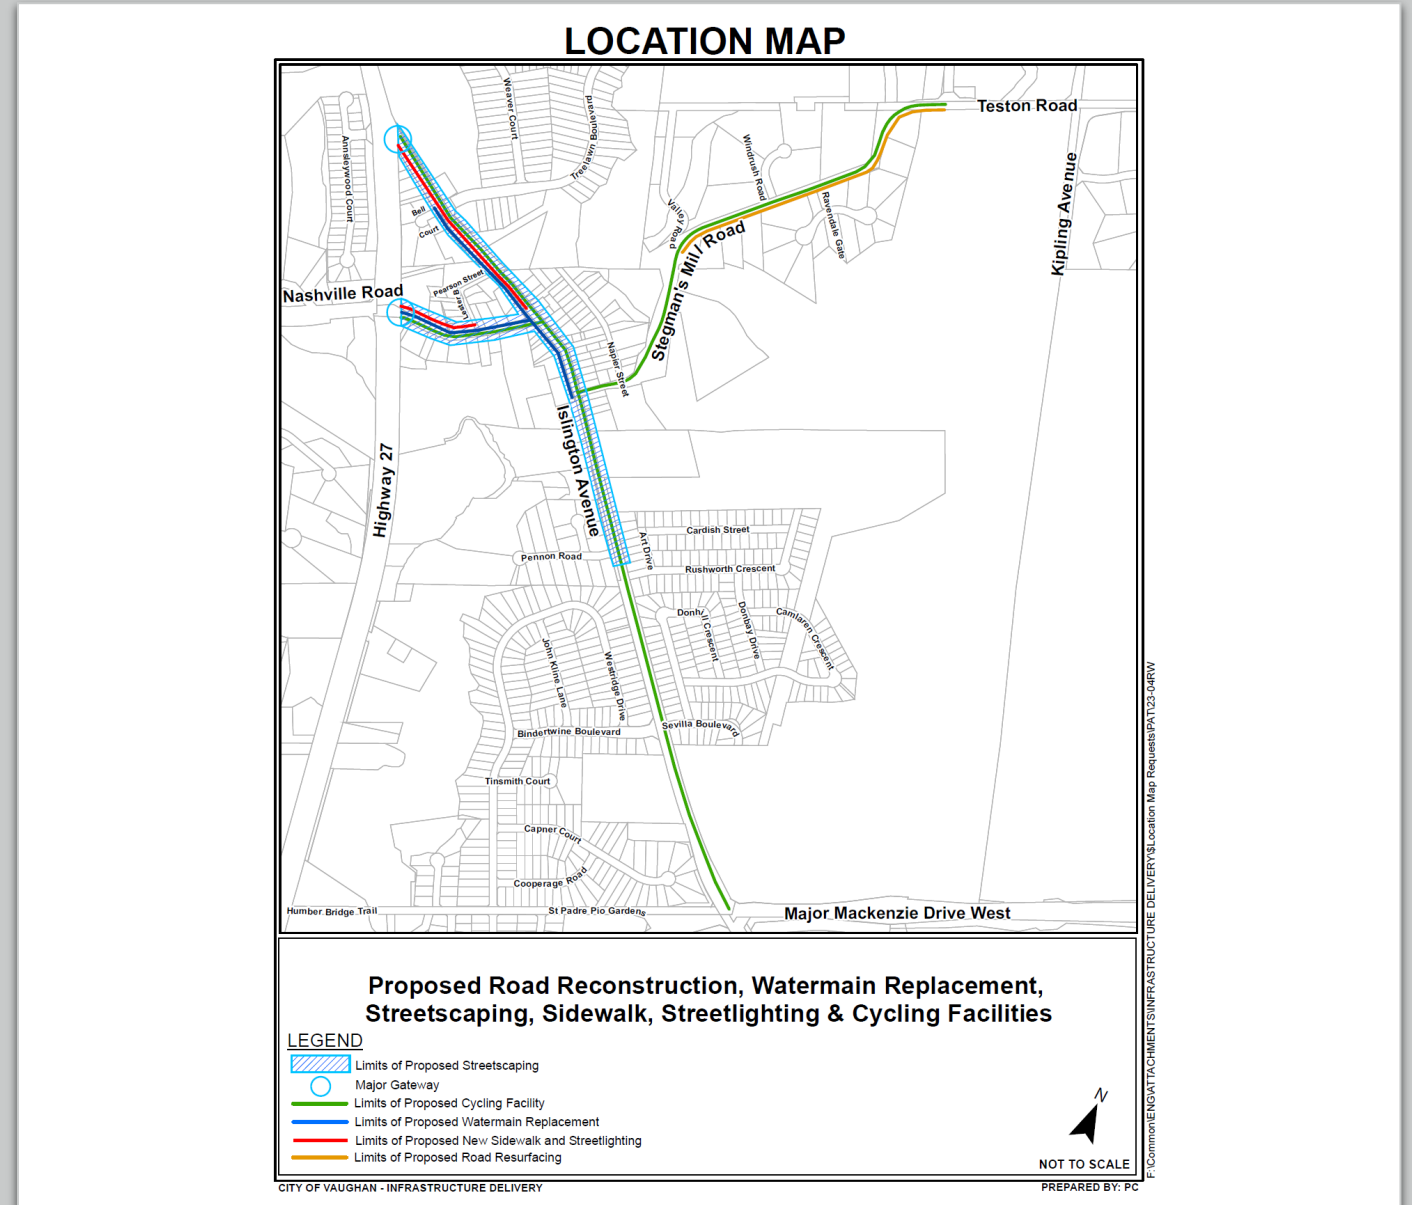 LOCATION MAP
Teston Road
Weaver Court
Treelawn Boulevard
Annsleywood Court
Windrush Road
Kipling Avenue
Bell
Court
Valley Road
Ravendale Gate
Stegman's Mill Road
Pearson Street
Lester B
Nashville Road
Napier Street
Islington Avenue
Highway 27
Cardish Street
Art Drive
Pennon Road
Rushworth Crescent
Donhill Crescent
Donbay Drive
Camlaren Crescent
John Kline Lane
Westridge Drive
Sevilla Boulevard
Bindertwine Boulevard
Tinsmith Court
Capner Court
Cooperage Road
Humber Bridge Trail
St Padre Pio Gardens
Major Mackenzie Drive West
Proposed Road Reconstruction, Watermain Replacement,
Streetscaping, Sidewalk, Streetlighting & Cycling Facilities
LEGEND
Limits of Proposed Streetscaping
Major Gateway
Limits of Proposed Cycling Facility
Limits of Proposed Watermain Replacement
Limits of Proposed New Sidewalk and Streetlighting
Limits of Proposed Road Resurfacing
N
NOT TO SCALE
CITY OF VAUGHAN - INFRASTRUCTURE DELIVERY
PREPARED BY: PC
F:\Common\ENG\ATTACHMENTS\INFRASTRUCTURE DELIVERY\$Location Map Requests\PAT\23-04RW